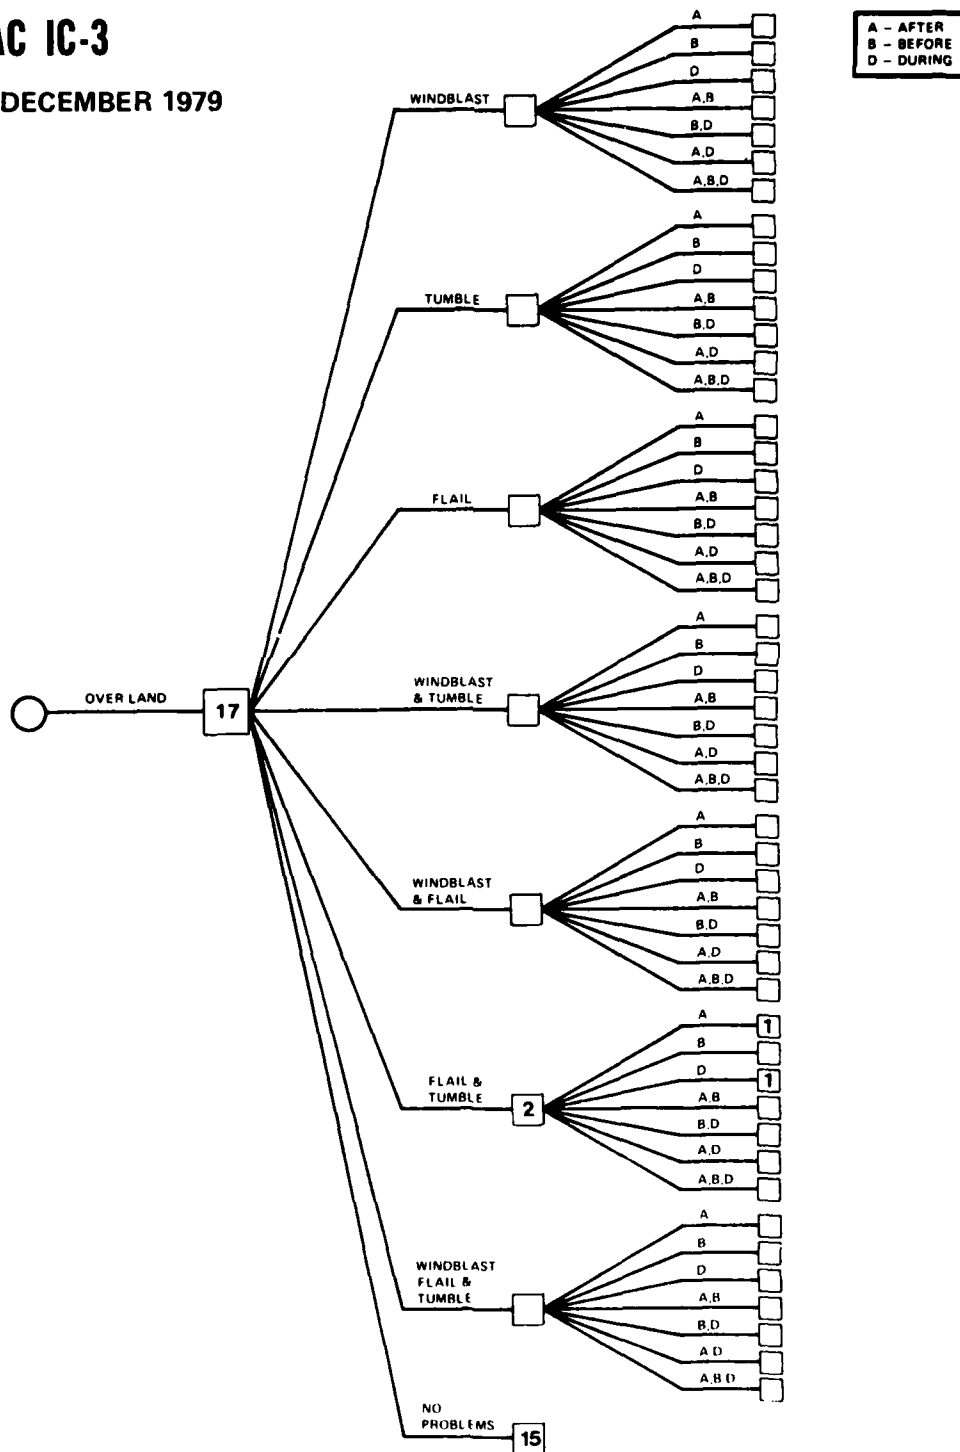 AC IC-3
DECEMBER 1979
A – AFTER
B – BEFORE
D – DURING
WINDBLAST
A
B
D
A,B
B,D
A,D
A,B,D
TUMBLE
A
B
D
A,B
B,D
A,D
A,B,D
FLAIL
A
B
D
A,B
B,D
A,D
A,B,D
OVER LAND
17
WINDBLAST
& TUMBLE
A
B
D
A,B
B,D
A,D
A,B,D
WINDBLAST
& FLAIL
A
B
D
A,B
B,D
A,D
A,B,D
FLAIL &
TUMBLE
2
A
1
B
D
1
A,B
B,D
A,D
A,B,D
WINDBLAST
FLAIL &
TUMBLE
A
B
D
A,B
B,D
A,D
A,B,D
NO
PROBLEMS
15